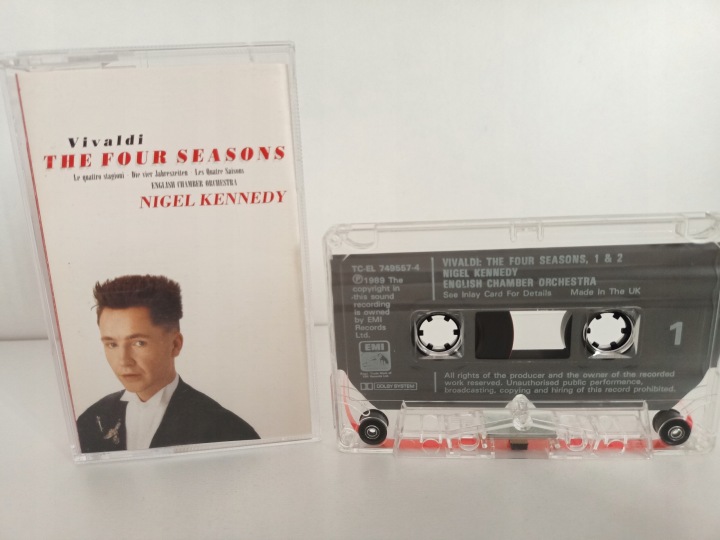 Vivaldi
THE FOUR SEASONS
Le quattro stagioni · Die vier Jahreszeiten · Les Quatre Saisons
ENGLISH CHAMBER ORCHESTRA
NIGEL KENNEDY
TC-EL 749557-4
℗1989 The
copyright in
this sound
recording
is owned
by EMI
Records
Ltd.
EMI
DOLBY SYSTEM
VIVALDI: THE FOUR SEASONS, 1 & 2
NIGEL KENNEDY
ENGLISH CHAMBER ORCHESTRA
See Inlay Card For Details Made In The UK
1
All rights of the producer and the owner of the recorded
work reserved. Unauthorised public performance,
broadcasting, copying and hiring of this record prohibited.